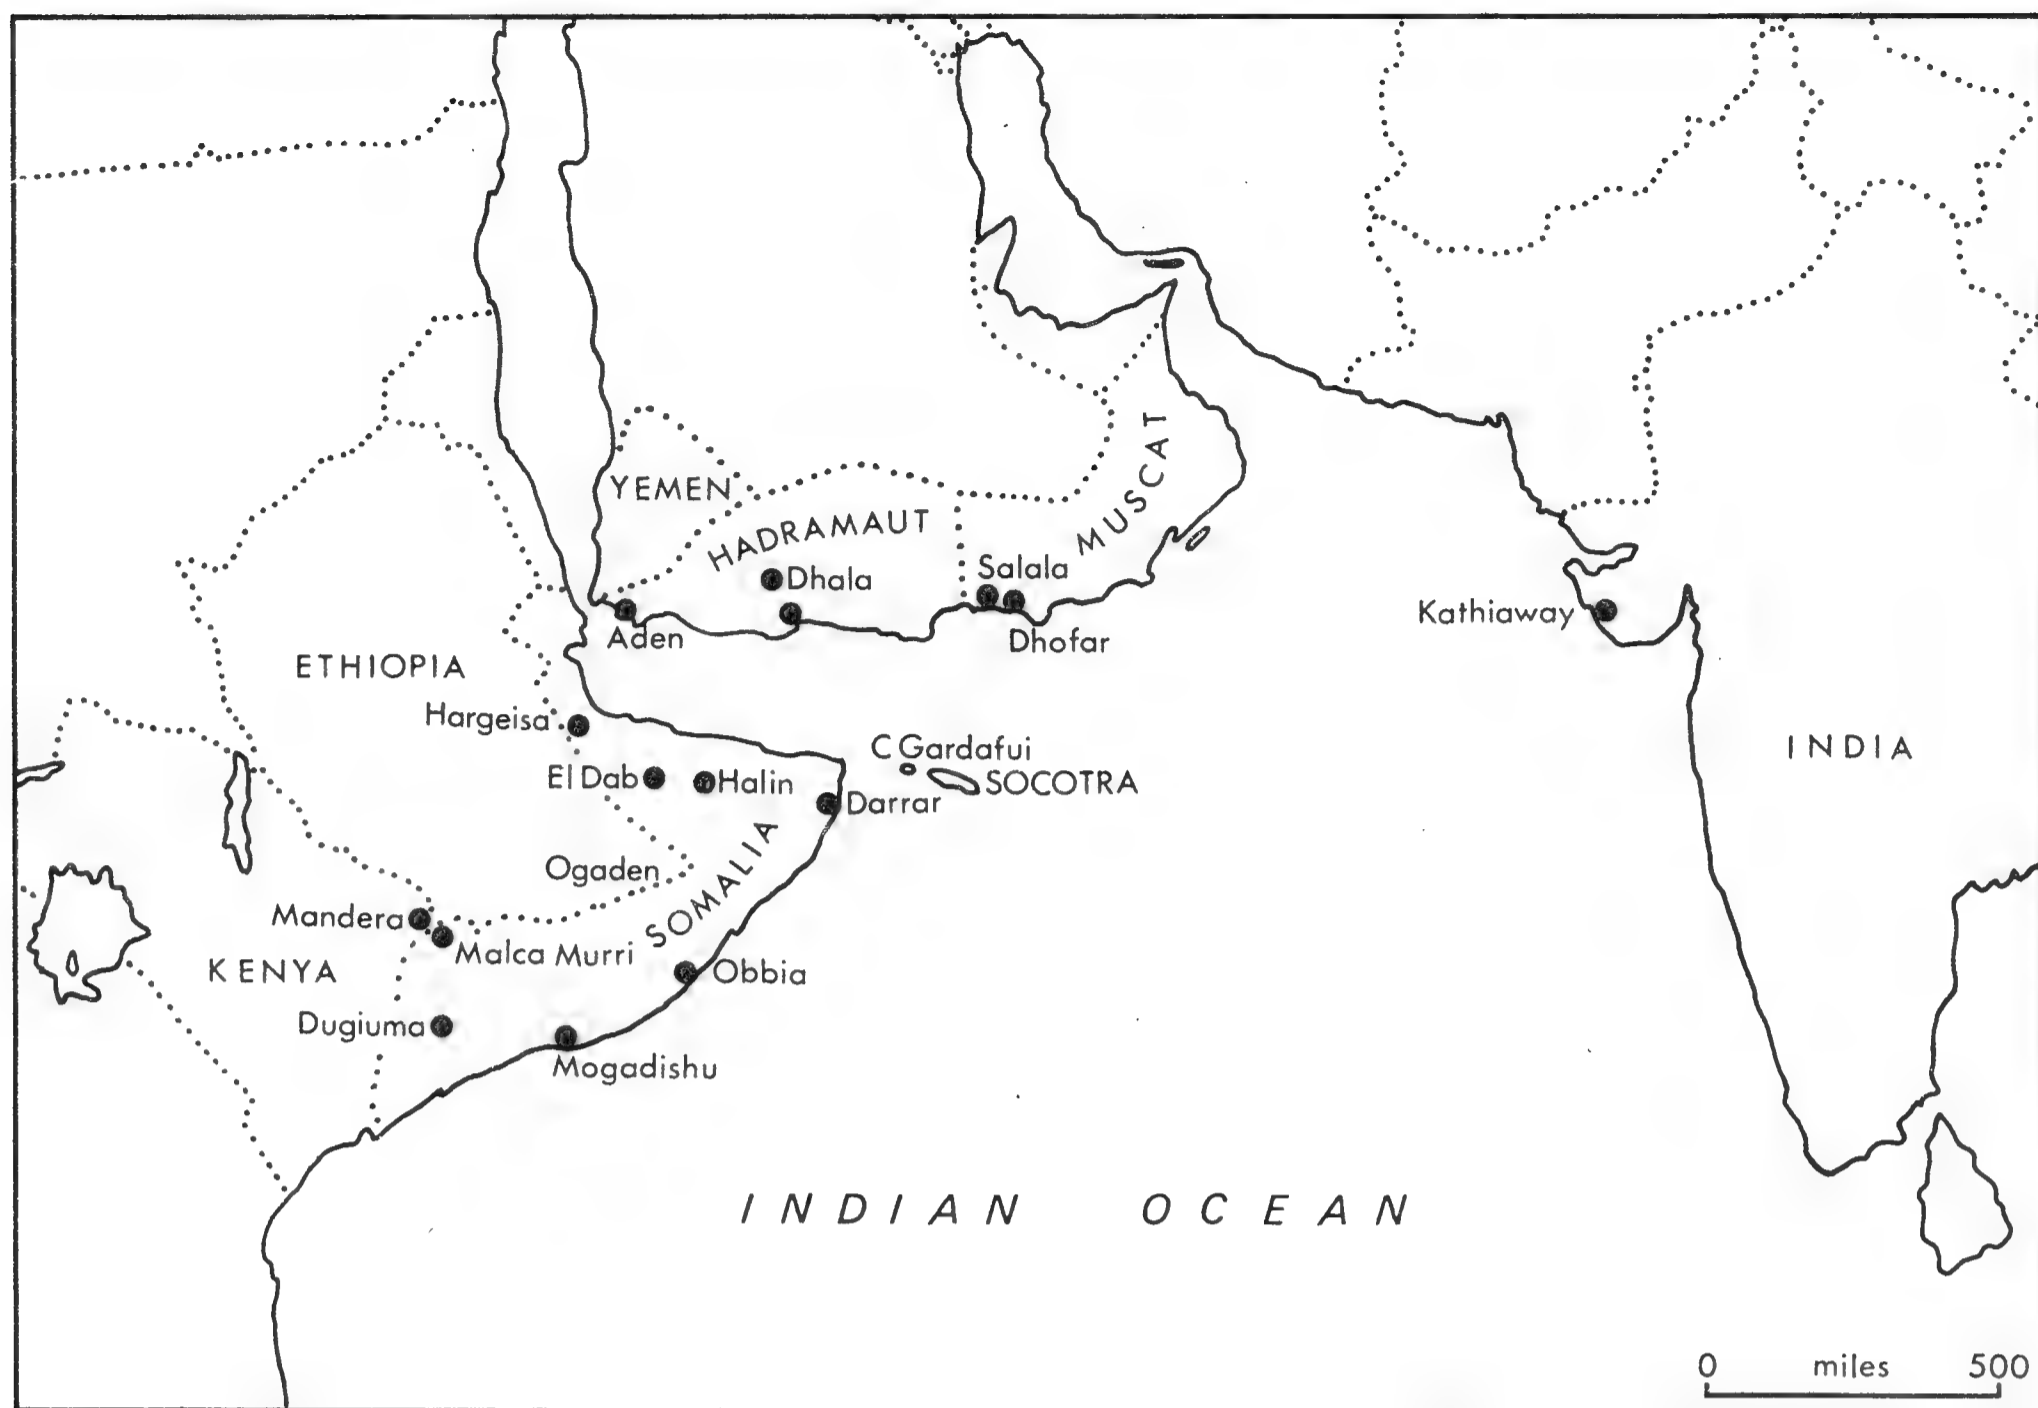 YEMEN
HADRAMAUT
MUSCAT
Dhala
Salala
Aden
Dhofar
Kathiaway
ETHIOPIA
Hargeisa
C Gardafui
INDIA
El Dab
Halin
SOCOTRA
Darrar
Ogaden
SOMALIA
Mandera
Malca Murri
KENYA
Obbia
Dugiuma
Mogadishu
INDIAN OCEAN
0 miles 500